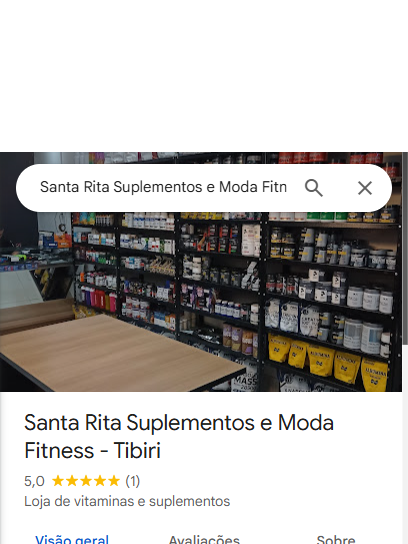 Santa Rita Suplementos e Moda Fitn
Santa Rita Suplementos e Moda
Fitness - Tibiri
5,0 ★★★★★ (1)
Loja de vitaminas e suplementos
Visão geral Avaliações Sobre